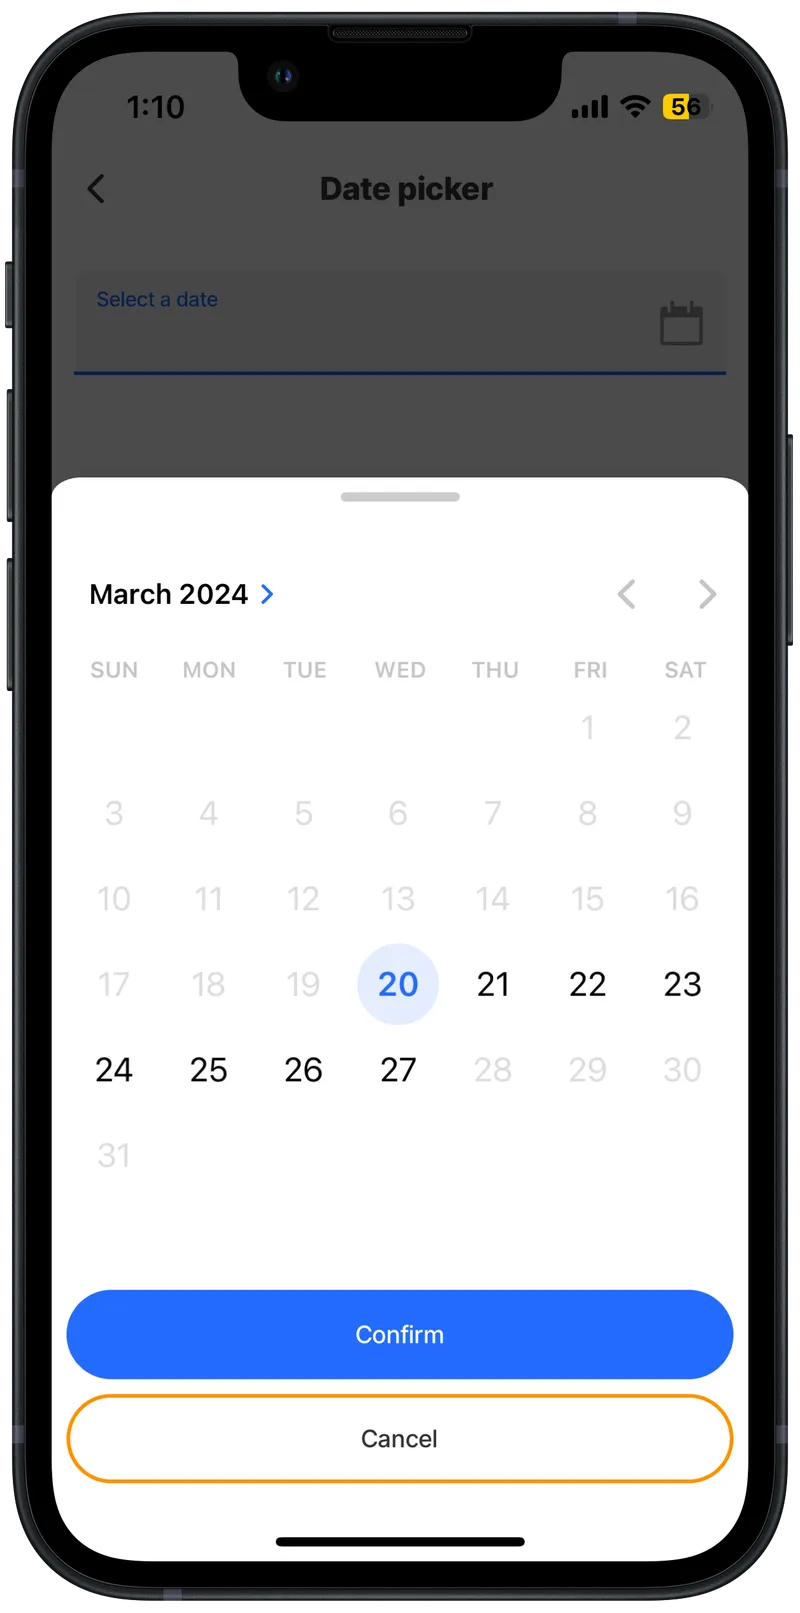 1:10 56
Date picker
Select a date
March 2024
SUN MON TUE WED THU FRI SAT
1 2
3 4 5 6 7 8 9
10 11 12 13 14 15 16
17 18 19 20 21 22 23
24 25 26 27 28 29 30
31
Confirm
Cancel